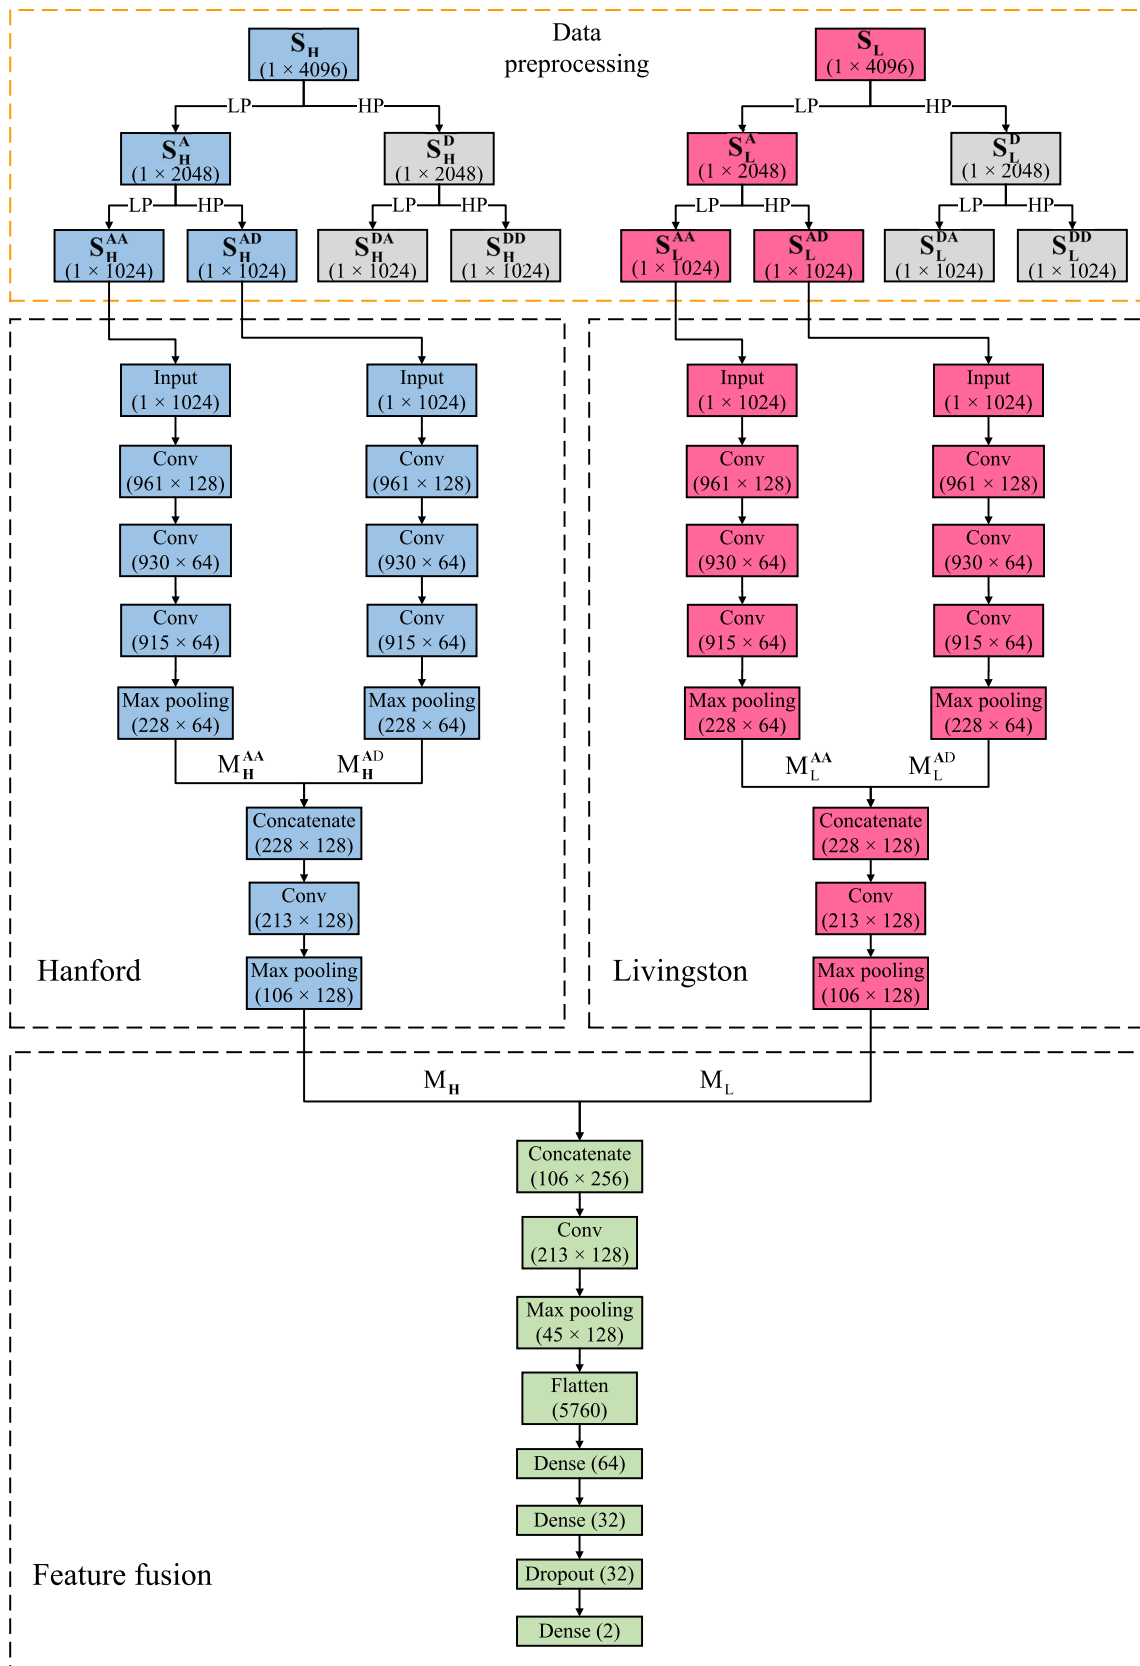 Data
preprocessing
S_H
(1 × 4096)
S_L
(1 × 4096)
LP
HP
LP
HP
S_H^A
(1 × 2048)
S_H^D
(1 × 2048)
S_L^A
(1 × 2048)
S_L^D
(1 × 2048)
LP
HP
LP
HP
LP
HP
LP
HP
S_H^AA
(1 × 1024)
S_H^AD
(1 × 1024)
S_H^DA
(1 × 1024)
S_H^DD
(1 × 1024)
S_L^AA
(1 × 1024)
S_L^AD
(1 × 1024)
S_L^DA
(1 × 1024)
S_L^DD
(1 × 1024)
Input
(1 × 1024)
Conv
(961 × 128)
Conv
(930 × 64)
Conv
(915 × 64)
Max pooling
(228 × 64)
Input
(1 × 1024)
Conv
(961 × 128)
Conv
(930 × 64)
Conv
(915 × 64)
Max pooling
(228 × 64)
M_H^AA
M_H^AD
Concatenate
(228 × 128)
Conv
(213 × 128)
Max pooling
(106 × 128)
Hanford
Input
(1 × 1024)
Conv
(961 × 128)
Conv
(930 × 64)
Conv
(915 × 64)
Max pooling
(228 × 64)
Input
(1 × 1024)
Conv
(961 × 128)
Conv
(930 × 64)
Conv
(915 × 64)
Max pooling
(228 × 64)
M_L^AA
M_L^AD
Concatenate
(228 × 128)
Conv
(213 × 128)
Max pooling
(106 × 128)
Livingston
M_H
M_L
Concatenate
(106 × 256)
Conv
(213 × 128)
Max pooling
(45 × 128)
Flatten
(5760)
Dense (64)
Dense (32)
Dropout (32)
Dense (2)
Feature fusion